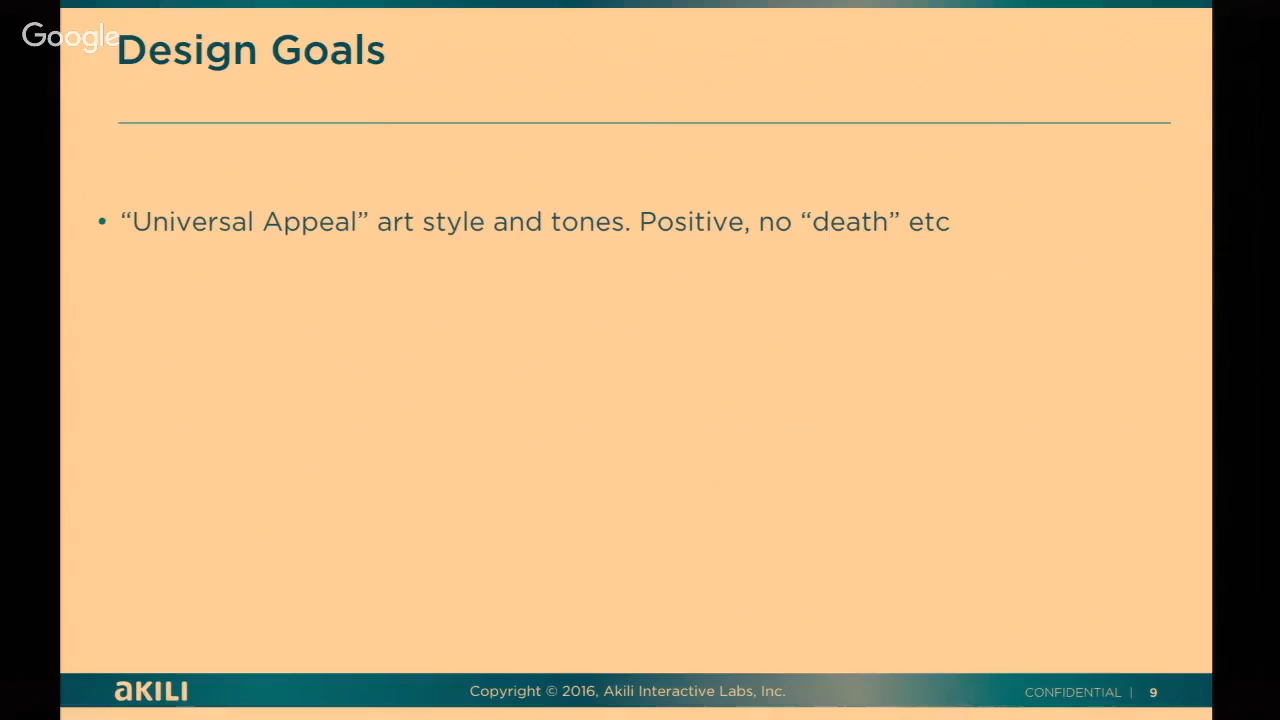 Google
Design Goals
• “Universal Appeal” art style and tones. Positive, no “death” etc
aKILI
Copyright © 2016, Akili Interactive Labs, Inc.
CONFIDENTIAL | 9